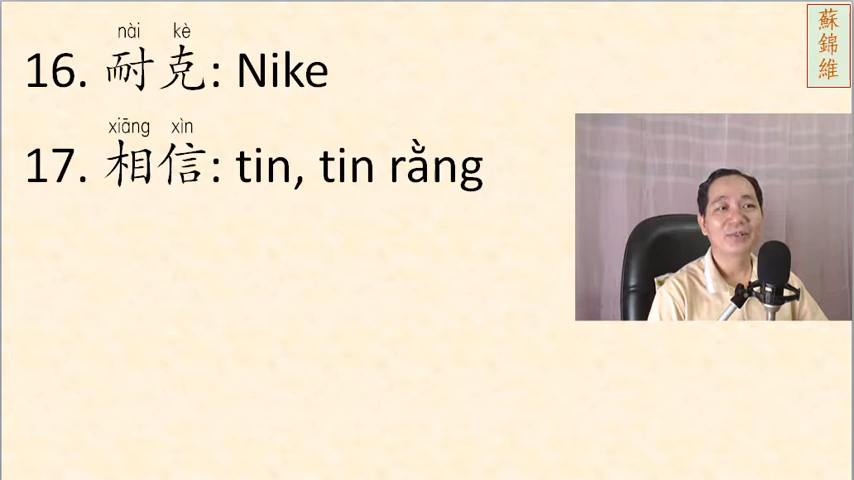 nài kè
16. 耐克: Nike
xiāng xìn
17. 相信: tin, tin rằng
蘇錦維